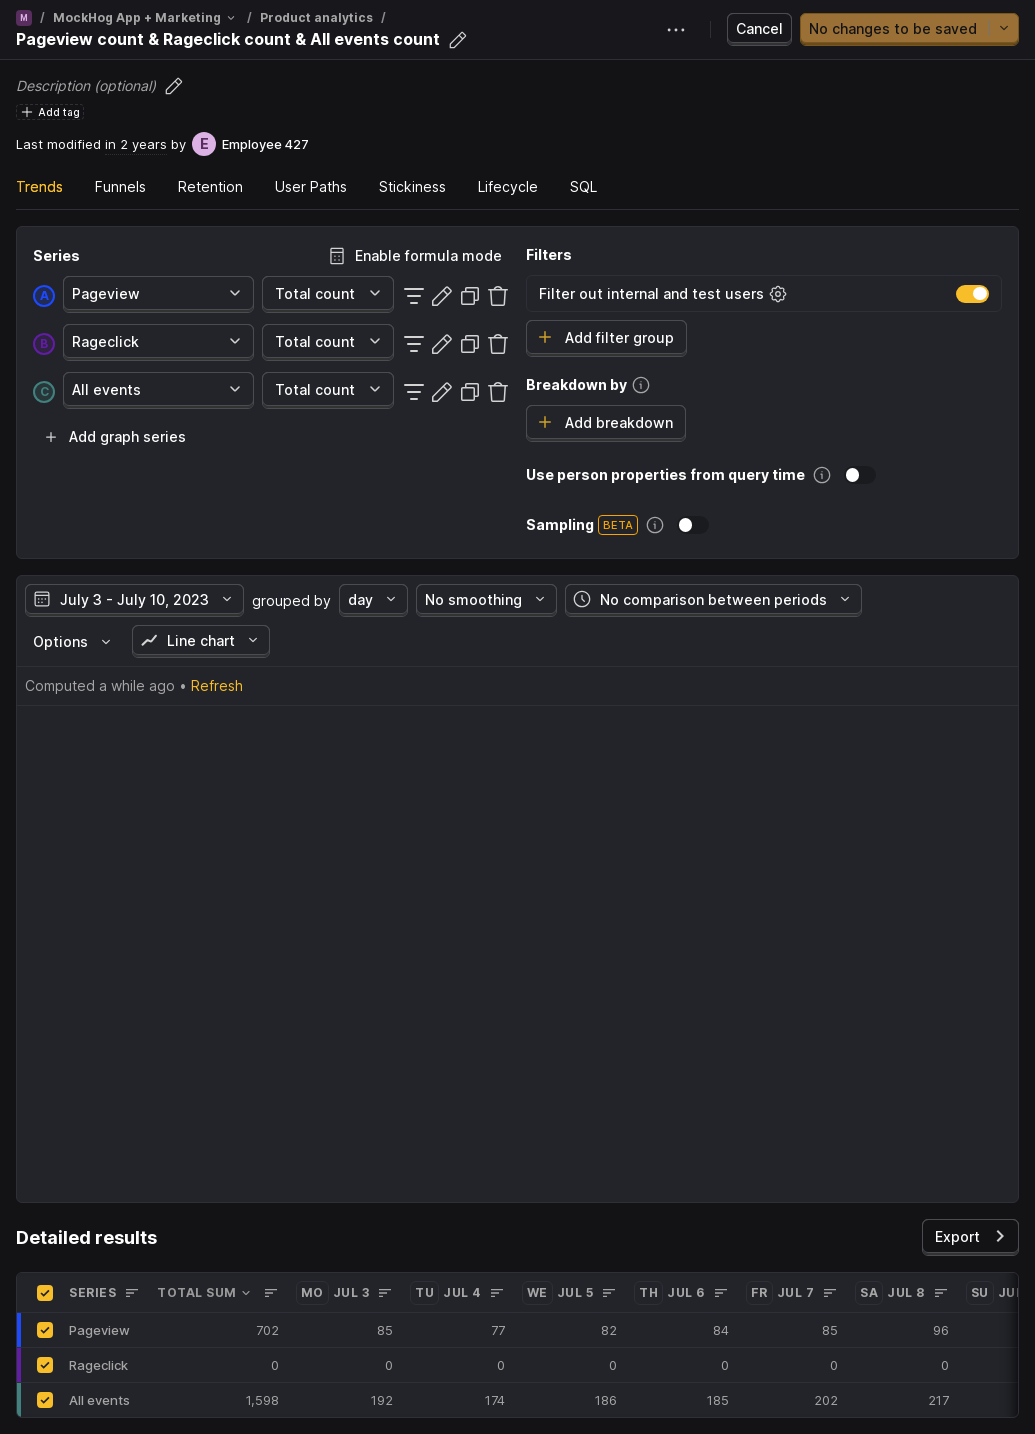 M / MockHog App + Marketing / Product analytics /
Pageview count & Rageclick count & All events count
Cancel
No changes to be saved
Description (optional)
Add tag
Last modified in 2 years by E Employee 427
Trends Funnels Retention User Paths Stickiness Lifecycle SQL
Series
Enable formula mode
A Pageview Total count
B Rageclick Total count
C All events Total count
Add graph series
Filters
Filter out internal and test users
Add filter group
Breakdown by
Add breakdown
Use person properties from query time
Sampling BETA
July 3 - July 10, 2023 grouped by day No smoothing No comparison between periods
Options Line chart
Computed a while ago • Refresh
Detailed results
Export
SERIES TOTAL SUM MO JUL 3 TU JUL 4 WE JUL 5 TH JUL 6 FR JUL 7 SA JUL 8 SU
Pageview 702 85 77 82 84 85 96
Rageclick 0 0 0 0 0 0 0
All events 1,598 192 174 186 185 202 217